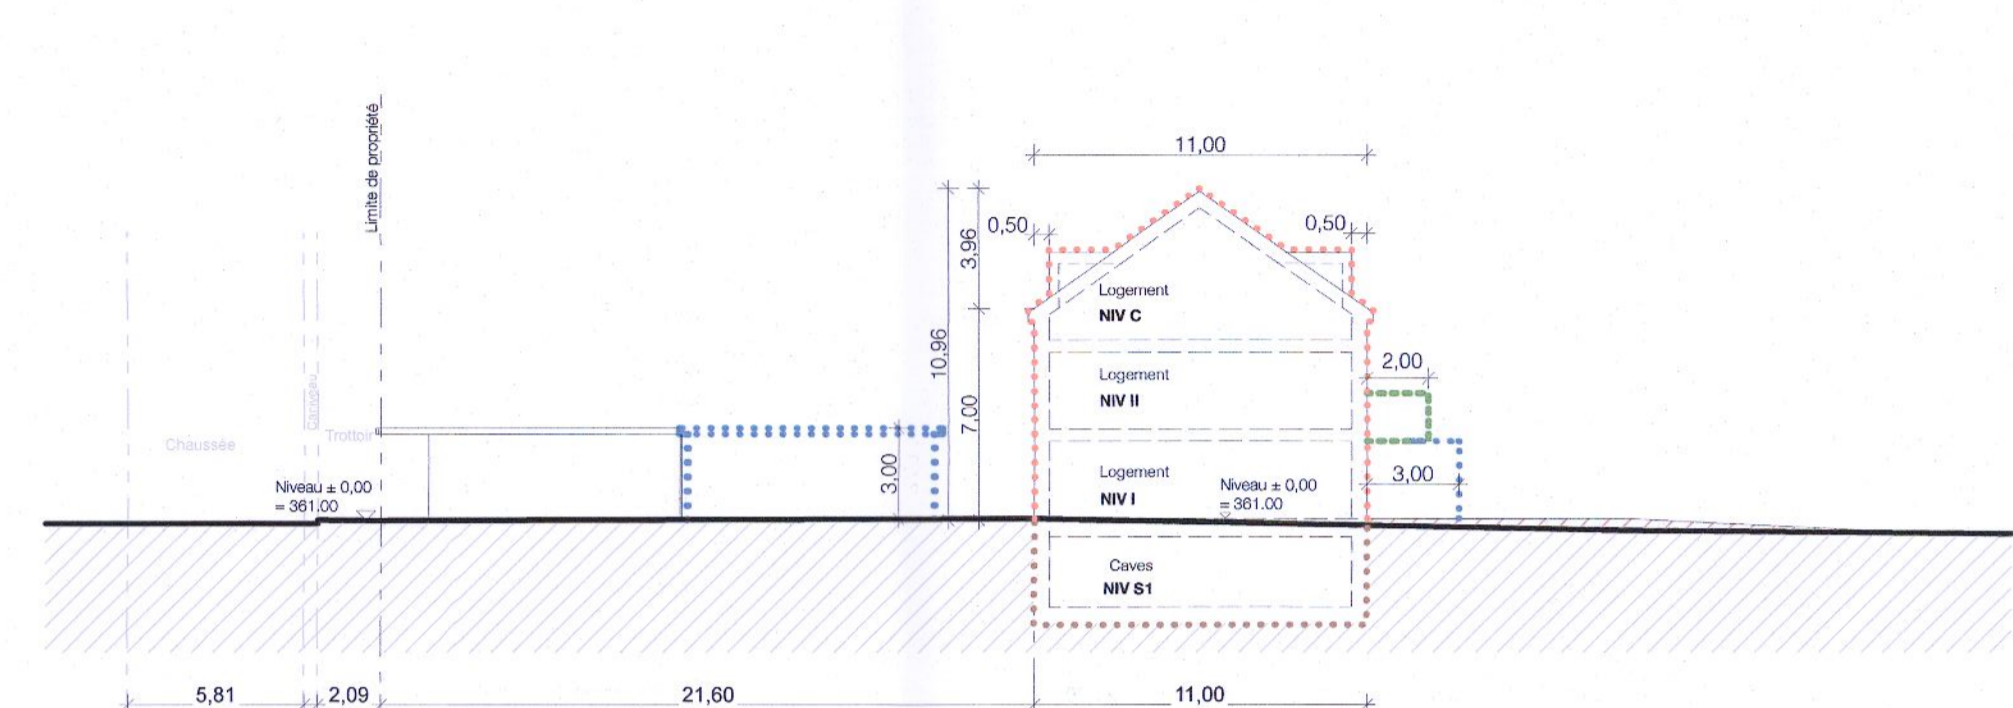 Limite de propriété
11,00
0,50
0,50
3,96
10,96
7,00
Logement
NIV C
Logement
NIV II
2,00
Caniveau
Chaussée
Trottoir
3,00
Logement
NIV I
3,00
Niveau ± 0,00
= 361.00
Niveau ± 0,00
= 361.00
Caves
NIV S1
5,81
2,09
21,60
11,00